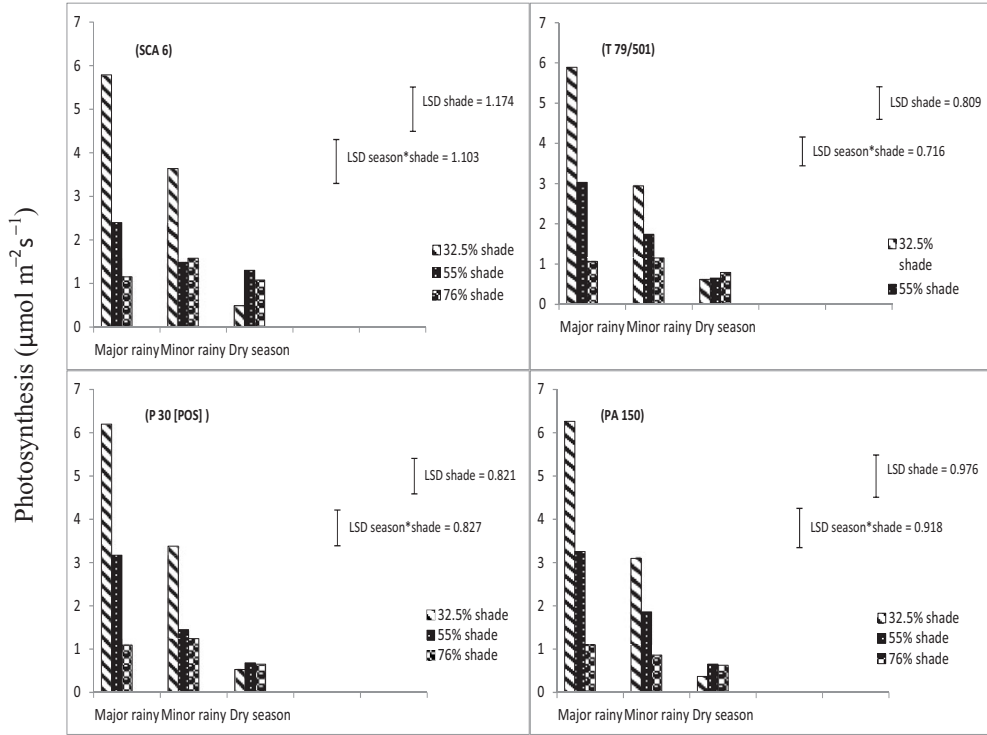 Photosynthesis (μmol m⁻² s⁻¹)
(SCA 6)
7
6
5
4
3
2
1
0
LSD shade = 1.174
LSD season*shade = 1.103
32.5% shade
55% shade
76% shade
Major rainy Minor rainy Dry season
(T 79/501)
7
6
5
4
3
2
1
0
LSD shade = 0.809
LSD season*shade = 0.716
32.5%
shade
55% shade
Major rainy Minor rainy Dry season
(P 30 [POS] )
7
6
5
4
3
2
1
0
LSD shade = 0.821
LSD season*shade = 0.827
32.5% shade
55% shade
76% shade
Major rainy Minor rainy Dry season
(PA 150)
7
6
5
4
3
2
1
0
LSD shade = 0.976
LSD season*shade = 0.918
32.5% shade
55% shade
76% shade
Major rainy Minor rainy Dry season